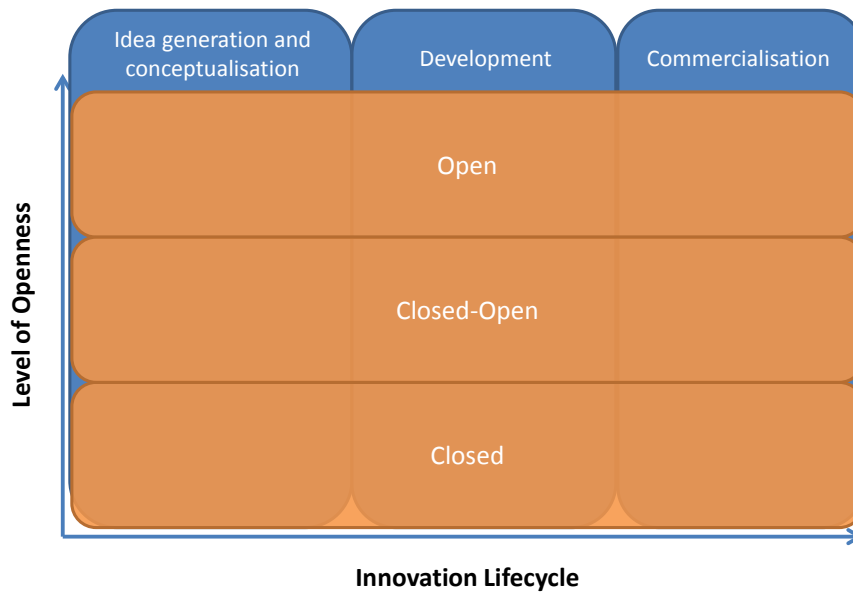 Idea generation and
conceptualisation
Development
Commercialisation
Open
Closed-Open
Closed
Level of Openness
Innovation Lifecycle